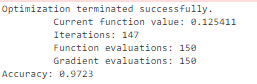 Optimization terminated successfully.
         Current function value: 0.125411
         Iterations: 147
         Function evaluations: 150
         Gradient evaluations: 150
Accuracy: 0.9723